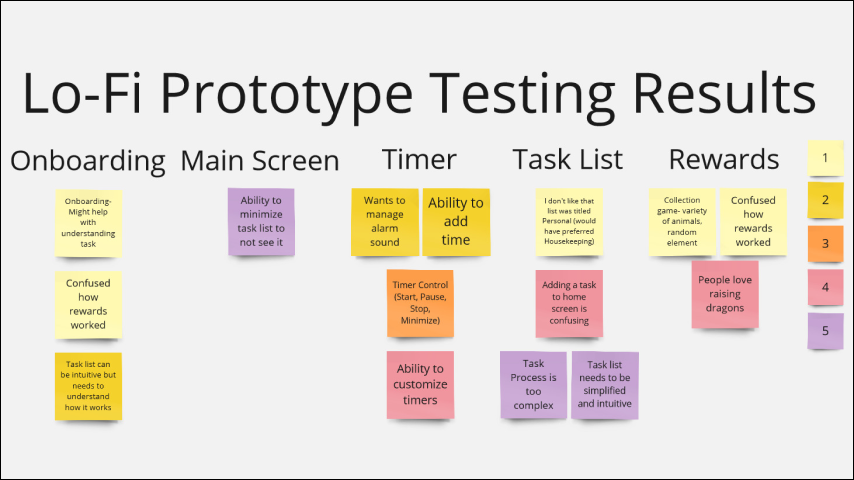 Lo-Fi Prototype Testing Results
Onboarding
Onboarding-
Might help
with
understanding
task
Confused
how
rewards
worked
Task list can
be intuitive but
needs to
understand
how it works
Main Screen
Ability to
minimize
task list to
not see it
Timer
Wants to
manage
alarm
sound
Ability to
add
time
Timer Control
(Start, Pause,
Stop,
Minimize)
Ability to
customize
timers
Task List
I don't like that
list was titled
Personal (would
have preferred
Housekeeping)
Adding a task
to home
screen is
confusing
Task
Process is
too
complex
Task list
needs to be
simplified
and intuitive
Rewards
Collection
game- variety
of animals,
random
element
Confused
how
rewards
worked
People love
raising
dragons
1
2
3
4
5